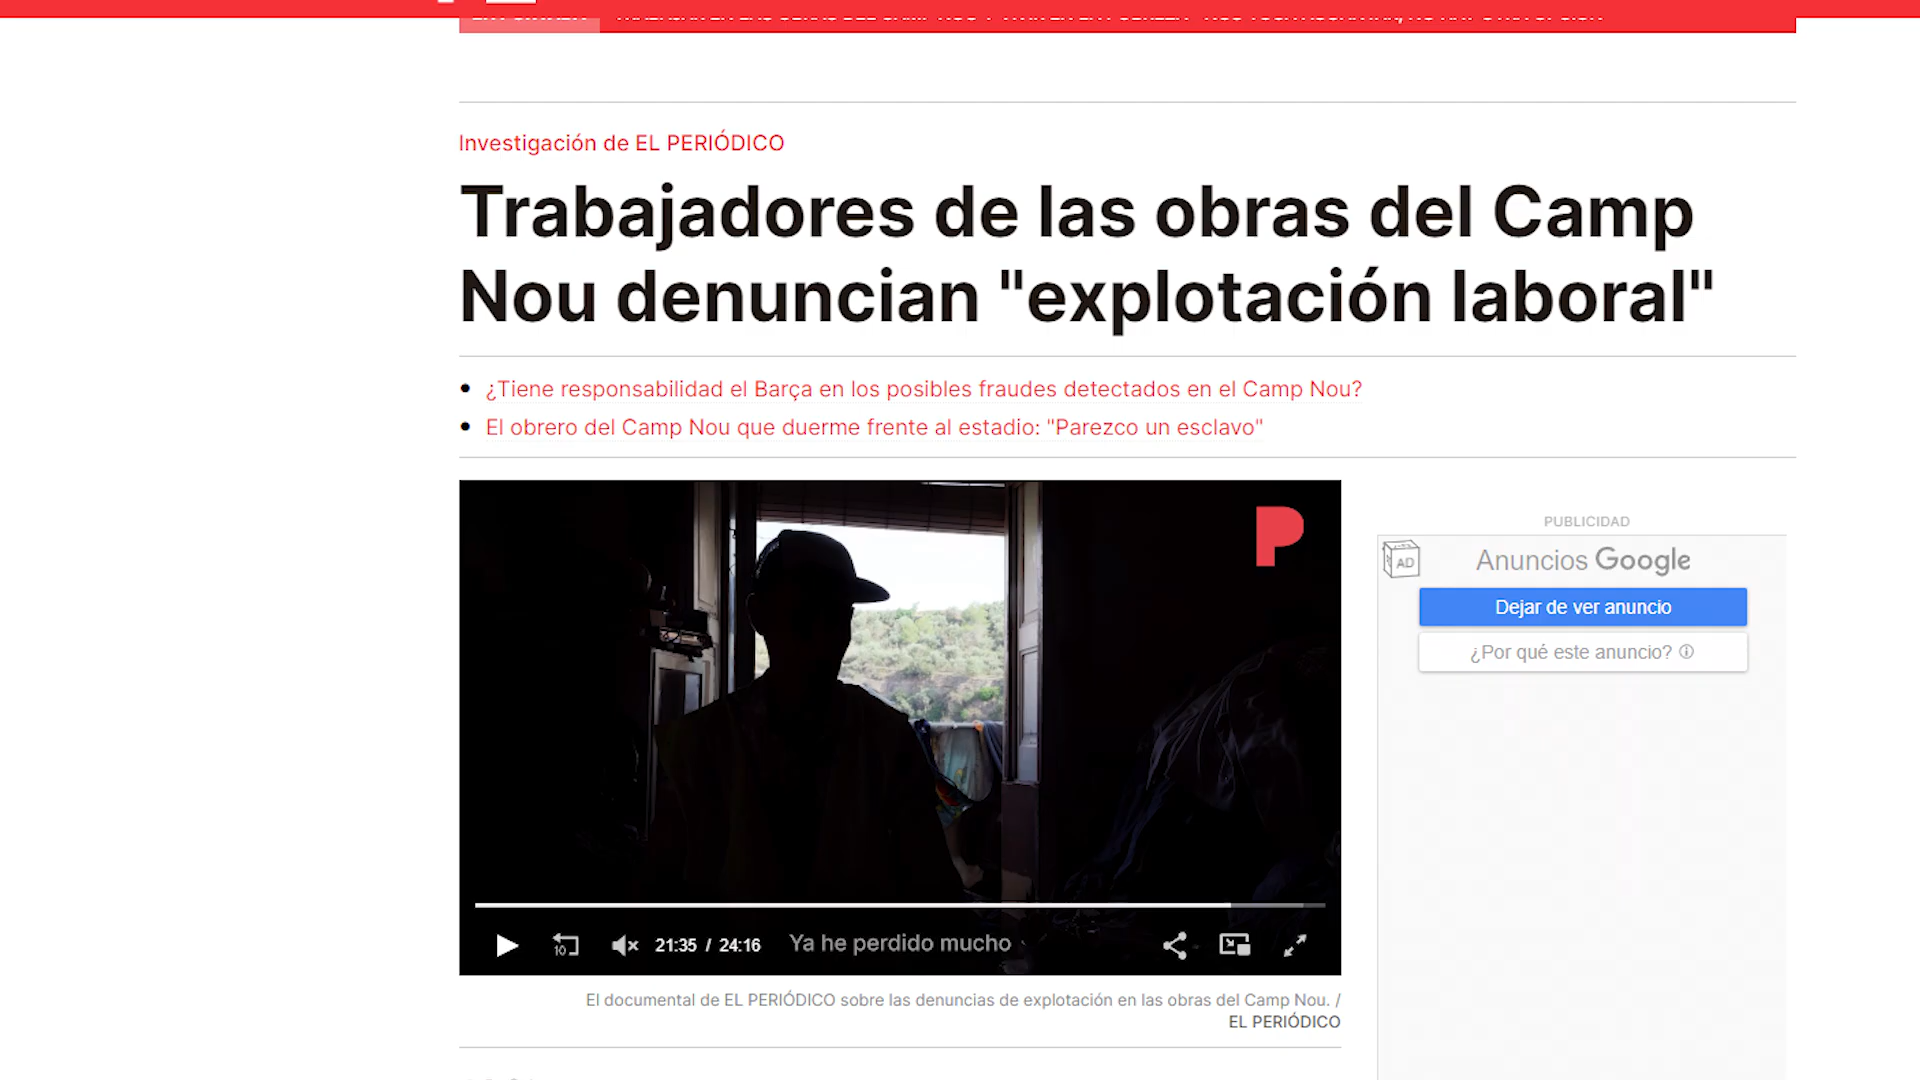 Investigación de EL PERIÓDICO
Trabajadores de las obras del Camp
Nou denuncian "explotación laboral"
¿Tiene responsabilidad el Barça en los posibles fraudes detectados en el Camp Nou?
El obrero del Camp Nou que duerme frente al estadio: "Parezco un esclavo"
P
PUBLICIDAD
AD
Anuncios Google
Dejar de ver anuncio
¿Por qué este anuncio?
10
21:35 / 24:16
Ya he perdido mucho
El documental de EL PERIÓDICO sobre las denuncias de explotación en las obras del Camp Nou. /
EL PERIÓDICO